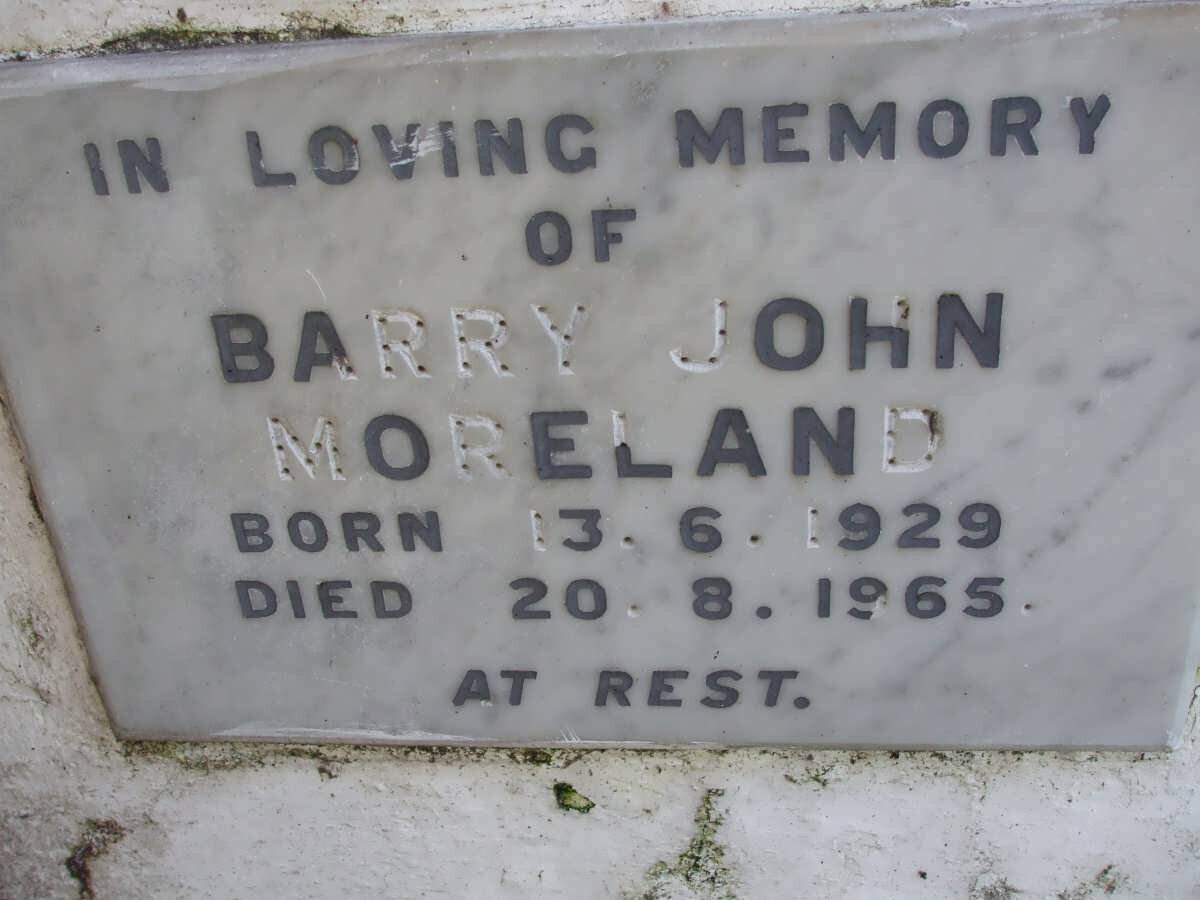 IN LOVING MEMORY
OF
BARRY JOHN
MORELAND
BORN 13. 6. 1929
DIED 20. 8. 1965.
AT REST.